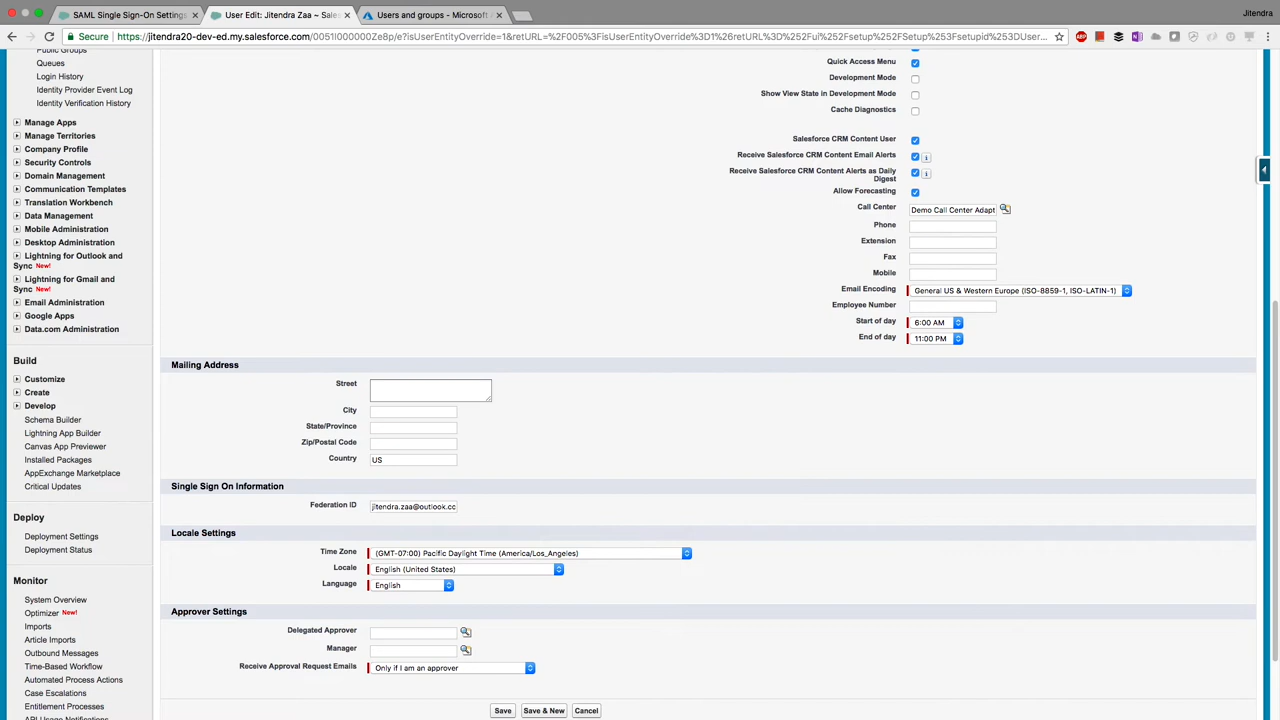 SAML Single Sign-On Settings
User Edit: Jitendra Zaa ~ Sales
Users and groups - Microsoft
Jitendra
Secure
https://jitendra20-dev-ed.my.salesforce.com/0051I000000Ze8p/e?isUserEntityOverride=1&retURL=%2F005%3FisUserEntityOverride%3D1%26retURL%3D%252Fui%252Fsetup%252FSetup%253Fsetupid%253DUser...
Public Groups
Queues
Login History
Identity Provider Event Log
Identity Verification History
Manage Apps
Manage Territories
Company Profile
Security Controls
Domain Management
Communication Templates
Translation Workbench
Data Management
Mobile Administration
Desktop Administration
Lightning for Outlook and
Sync New!
Lightning for Gmail and
Sync New!
Email Administration
Google Apps
Data.com Administration
Build
Customize
Create
Develop
Schema Builder
Lightning App Builder
Canvas App Previewer
Installed Packages
AppExchange Marketplace
Critical Updates
Deploy
Deployment Settings
Deployment Status
Monitor
System Overview
Optimizer New!
Imports
Article Imports
Outbound Messages
Time-Based Workflow
Automated Process Actions
Case Escalations
Entitlement Processes
API Usage Notifications
Quick Access Menu
Development Mode
Show View State in Development Mode
Cache Diagnostics
Salesforce CRM Content User
Receive Salesforce CRM Content Email Alerts
Receive Salesforce CRM Content Alerts as Daily
Digest
Allow Forecasting
Call Center Demo Call Center Adapt
Phone
Extension
Fax
Mobile
Email Encoding General US & Western Europe (ISO-8859-1, ISO-LATIN-1)
Employee Number
Start of day 6:00 AM
End of day 11:00 PM
Mailing Address
Street
City
State/Province
Zip/Postal Code
Country US
Single Sign On Information
Federation ID jitendra.zaa@outlook.cc
Locale Settings
Time Zone (GMT-07:00) Pacific Daylight Time (America/Los_Angeles)
Locale English (United States)
Language English
Approver Settings
Delegated Approver
Manager
Receive Approval Request Emails Only if I am an approver
Save Save & New Cancel